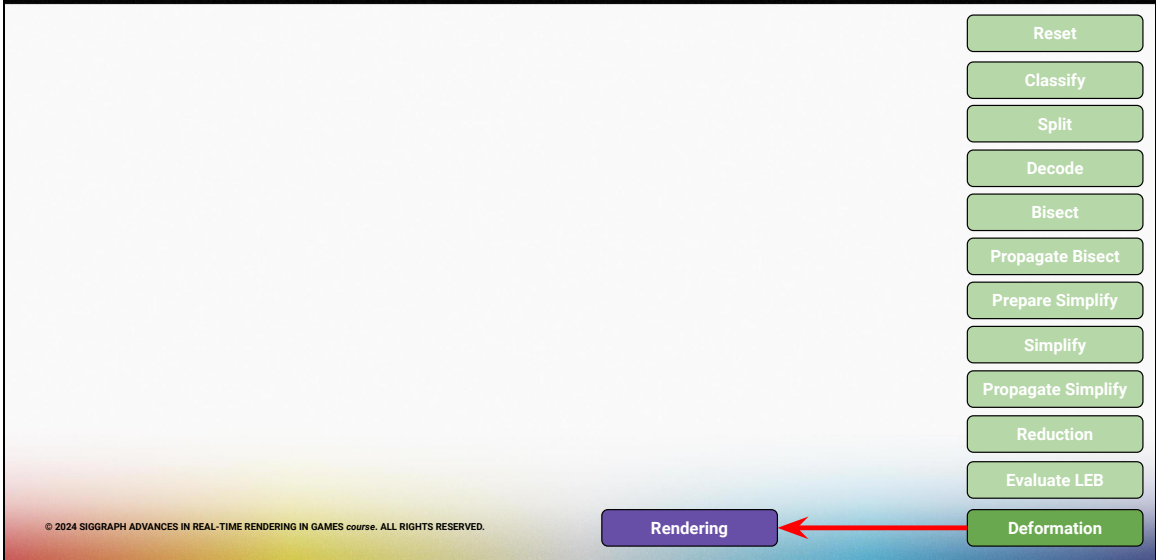 Reset
Classify
Split
Decode
Bisect
Propagate Bisect
Prepare Simplify
Simplify
Propagate Simplify
Reduction
Evaluate LEB
© 2024 SIGGRAPH ADVANCES IN REAL-TIME RENDERING IN GAMES course. ALL RIGHTS RESERVED.
Rendering
Deformation